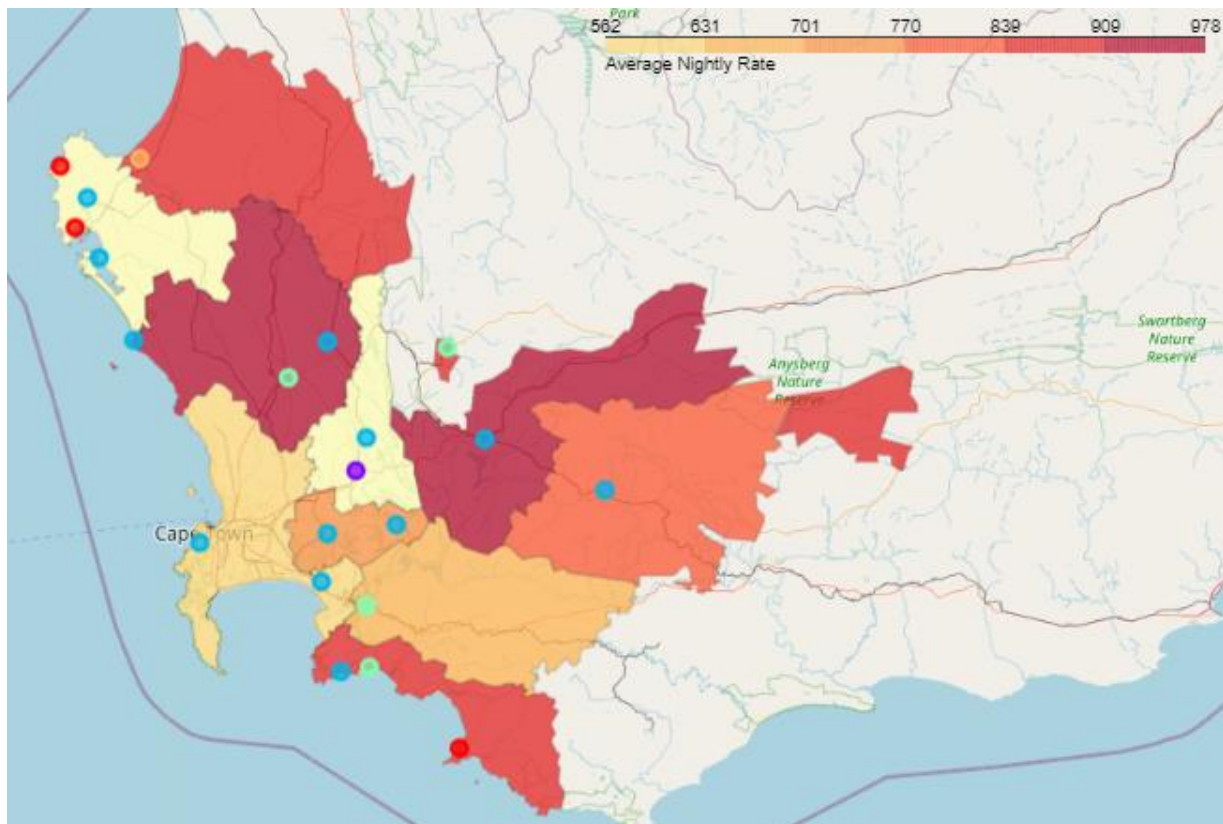 Park
562 631 701 770 839 909 978
Average Nightly Rate
Swartberg
Nature
Reserve
Anysberg
Nature
Reserve
Cape Town